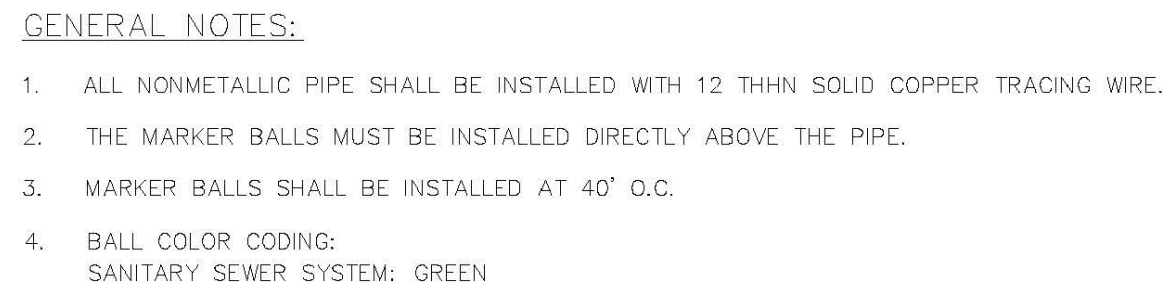 GENERAL NOTES:
1. ALL NONMETALLIC PIPE SHALL BE INSTALLED WITH 12 THHN SOLID COPPER TRACING WIRE.
2. THE MARKER BALLS MUST BE INSTALLED DIRECTLY ABOVE THE PIPE.
3. MARKER BALLS SHALL BE INSTALLED AT 40' O.C.
4. BALL COLOR CODING:
SANITARY SEWER SYSTEM: GREEN